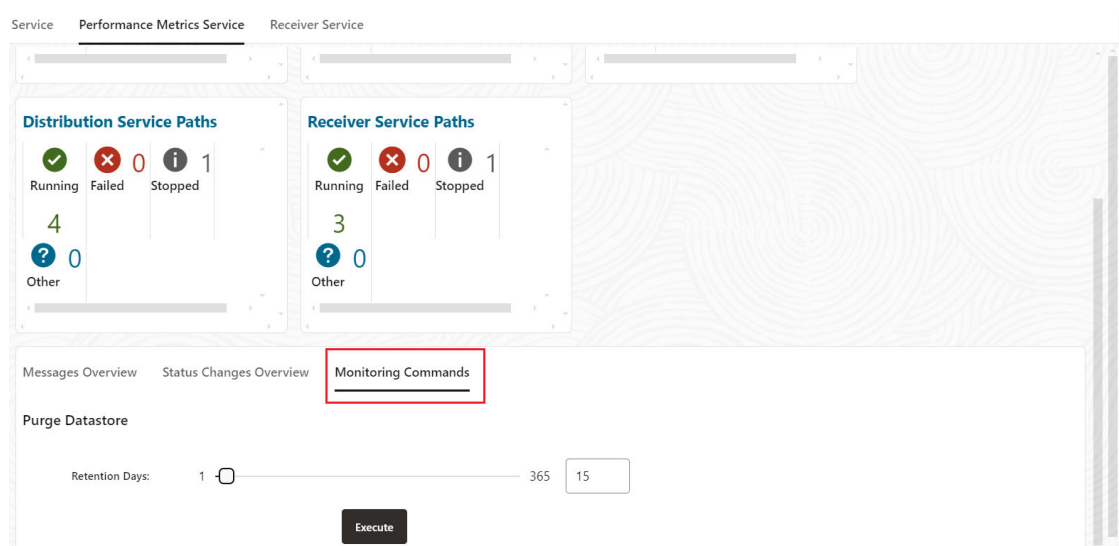 Service Performance Metrics Service Receiver Service
Distribution Service Paths
0 1
Running Failed Stopped
4
0
Other
Receiver Service Paths
0 1
Running Failed Stopped
3
0
Other
Messages Overview Status Changes Overview Monitoring Commands
Purge Datastore
Retention Days: 1 365 15
Execute